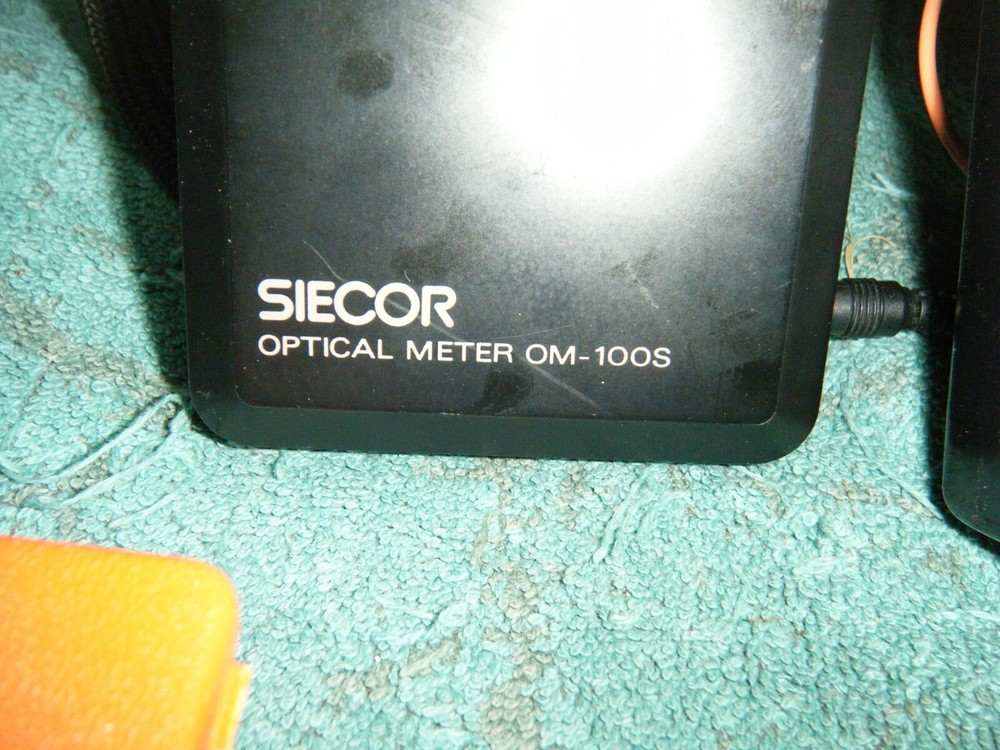 SIECOR
OPTICAL METER OM-100S